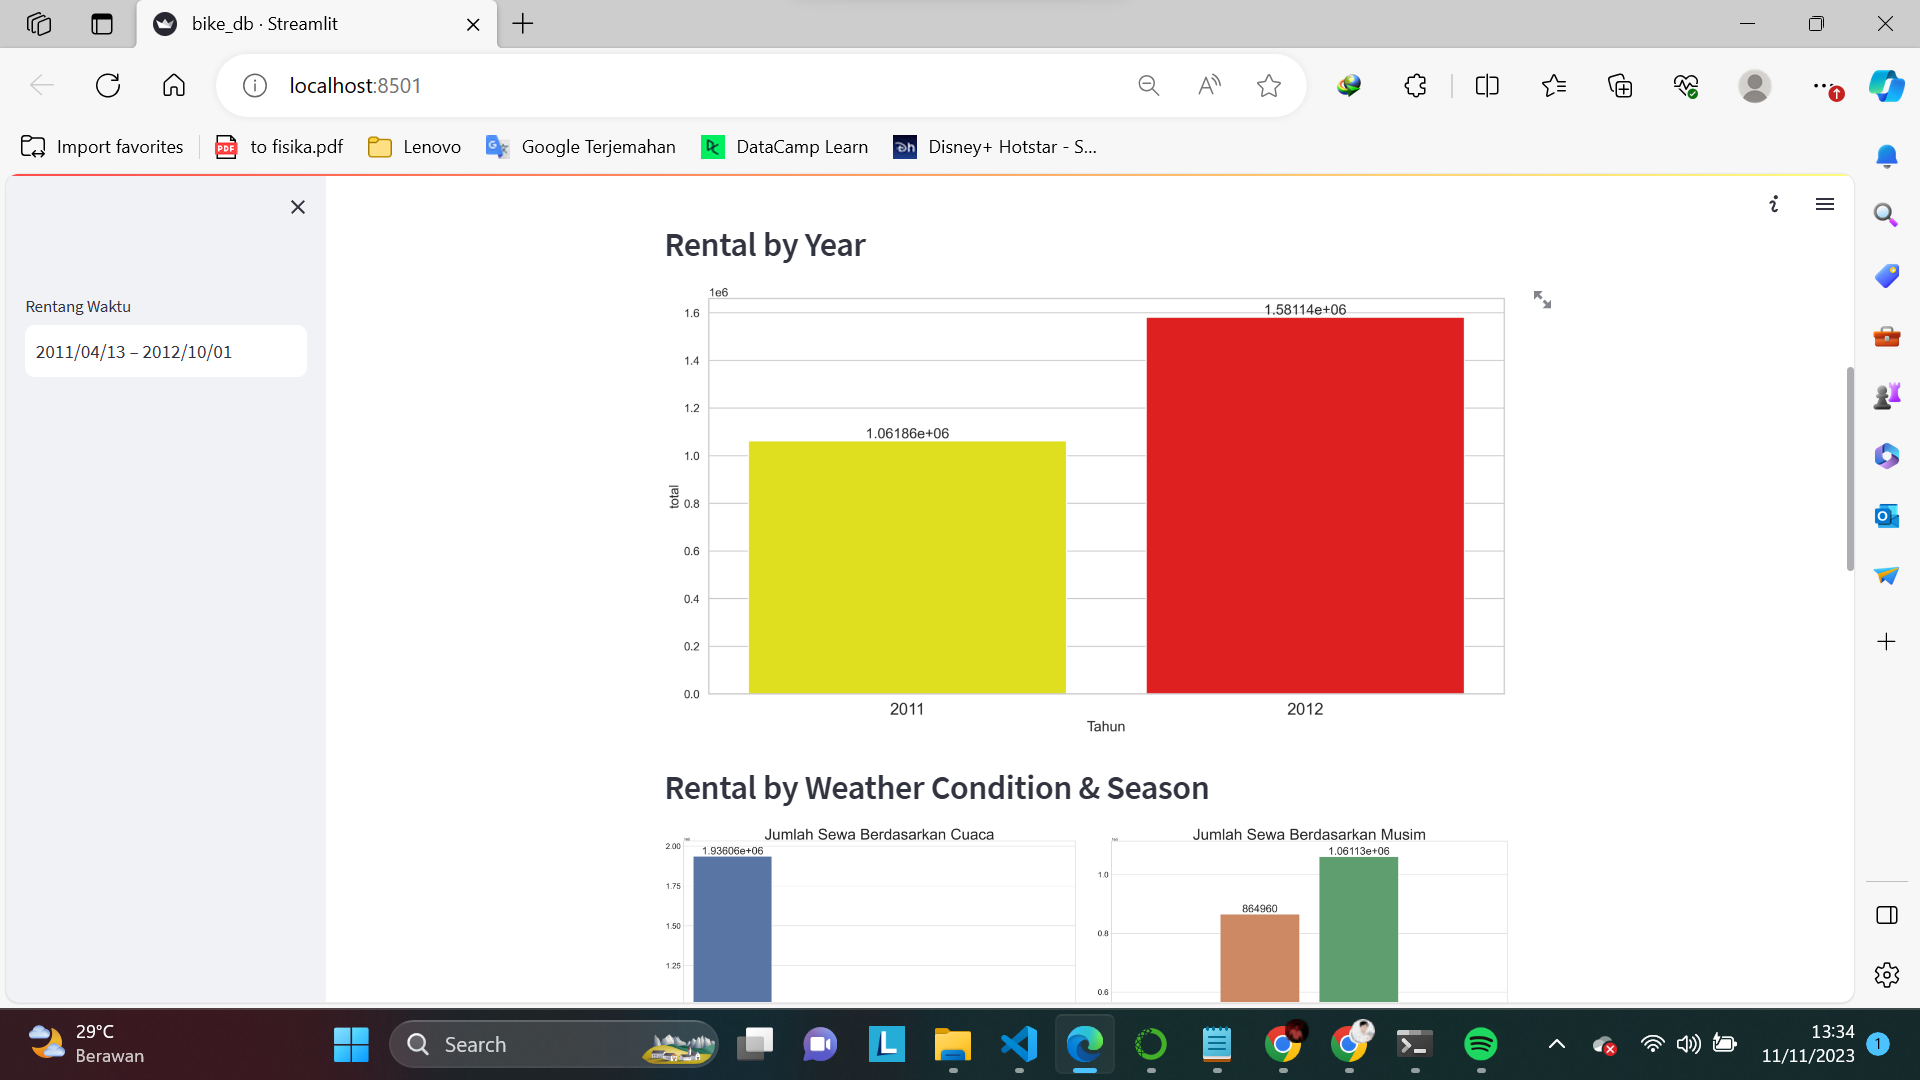 bike_db · Streamlit
localhost:8501
Import favorites
PDF
to fisika.pdf
Lenovo
Google Terjemahan
DataCamp Learn
Disney+ Hotstar - S...
Rentang Waktu
2011/04/13 – 2012/10/01
Rental by Year
1e6
1.58114e+06
1.6
1.4
1.2
1.06186e+06
1.0
0.8
total
0.6
0.4
0.2
0.0
2011
2012
Tahun
Rental by Weather Condition & Season
Jumlah Sewa Berdasarkan Cuaca
2.00
1.93606e+06
1.75
1.50
1.25
Jumlah Sewa Berdasarkan Musim
1.06113e+06
1.0
864960
0.8
0.6
29°C
Berawan
Search
13:34
11/11/2023
1